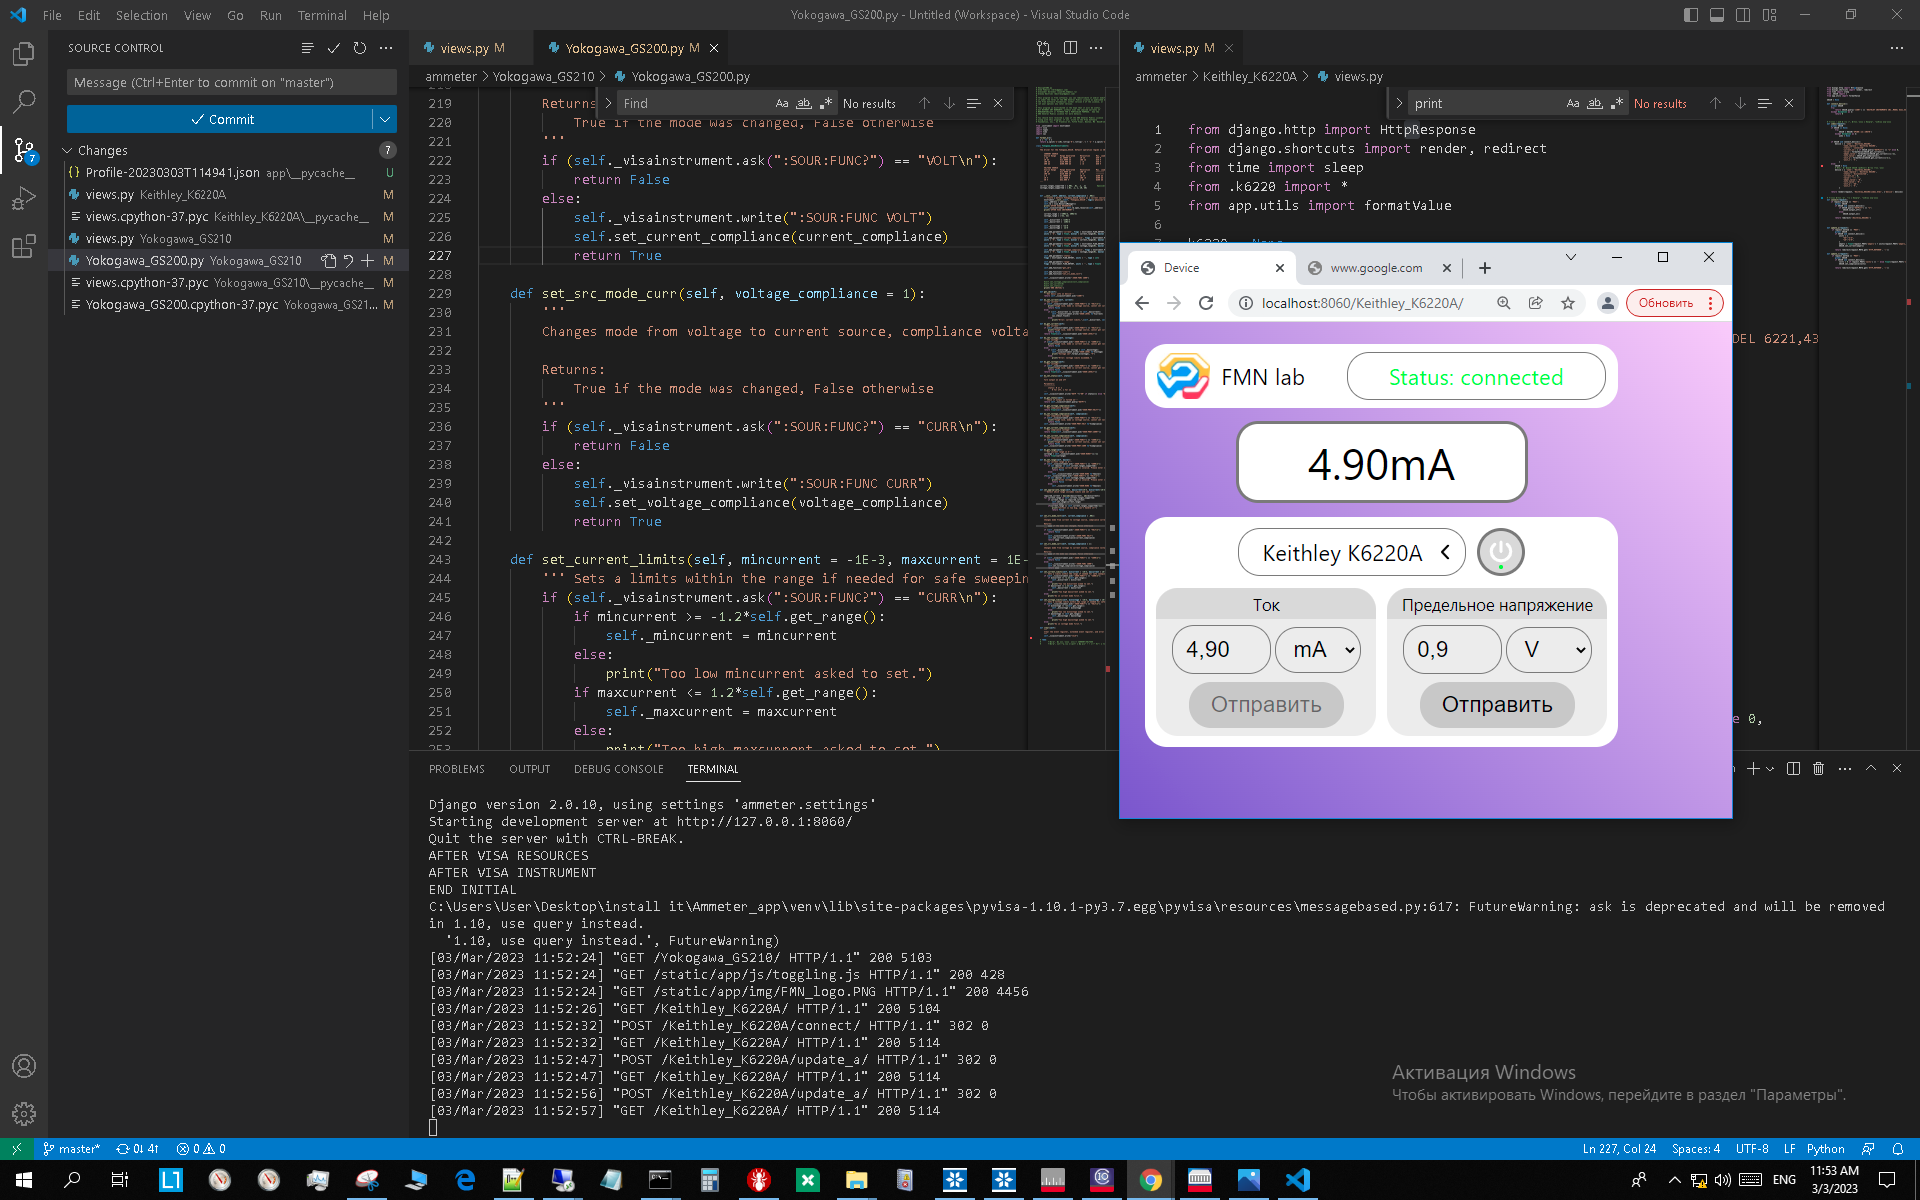 File Edit Selection View Go Run Terminal Help
Yokogawa_GS200.py - Untitled (Workspace) - Visual Studio Code
SOURCE CONTROL
Message (Ctrl+Enter to commit on "master")
Commit
Changes 7
Profile-20230303T114941.json app\__pycache__ U
views.py Keithley_K6220A M
views.cpython-37.pyc Keithley_K6220A\__pycache__ M
views.py Yokogawa_GS210 M
Yokogawa_GS200.py Yokogawa_GS210 M
views.cpython-37.pyc Yokogawa_GS210\__pycache__ M
Yokogawa_GS200.cpython-37.pyc Yokogawa_GS21... M
7
views.py M
Yokogawa_GS200.py M
ammeter > Yokogawa_GS210 > Yokogawa_GS200.py
Find
Aa ab .* No results
219 Returns
220 True if the mode was changed, False otherwise
221 '''
222 if (self._visainstrument.ask(":SOUR:FUNC?") == "VOLT\n"):
223 return False
224 else:
225 self._visainstrument.write(":SOUR:FUNC VOLT")
226 self.set_current_compliance(current_compliance)
227 return True
228
229 def set_src_mode_curr(self, voltage_compliance = 1):
230 '''
231 Changes mode from voltage to current source, compliance volta
232
233 Returns:
234 True if the mode was changed, False otherwise
235 '''
236 if (self._visainstrument.ask(":SOUR:FUNC?") == "CURR\n"):
237 return False
238 else:
239 self._visainstrument.write(":SOUR:FUNC CURR")
240 self.set_voltage_compliance(voltage_compliance)
241 return True
242
243 def set_current_limits(self, mincurrent = -1E-3, maxcurrent = 1E-
244 ''' Sets a limits within the range if needed for safe sweepin
245 if (self._visainstrument.ask(":SOUR:FUNC?") == "CURR\n"):
246 if mincurrent >= -1.2*self.get_range():
247 self._mincurrent = mincurrent
248 else:
249 print("Too low mincurrent asked to set.")
250 if maxcurrent <= 1.2*self.get_range():
251 self._maxcurrent = maxcurrent
252 else:
253 print("Too high maxcurrent asked to set.")
views.py M
ammeter > Keithley_K6220A > views.py
print
Aa ab .* No results
1 from django.http import HttpResponse
2 from django.shortcuts import render, redirect
3 from time import sleep
4 from .k6220 import *
5 from app.utils import formatValue
6
DEL 6221,43
e 0,
Device
www.google.com
localhost:8060/Keithley_K6220A/
Обновить
FMN lab
Status: connected
4.90mA
Keithley K6220A
Ток
4,90 mA
Отправить
Предельное напряжение
0,9 V
Отправить
PROBLEMS OUTPUT DEBUG CONSOLE TERMINAL
Django version 2.0.10, using settings 'ammeter.settings'
Starting development server at http://127.0.0.1:8060/
Quit the server with CTRL-BREAK.
AFTER VISA RESOURCES
AFTER VISA INSTRUMENT
END INITIAL
C:\Users\User\Desktop\install it\Ammeter_app\venv\lib\site-packages\pyvisa-1.10.1-py3.7.egg\pyvisa\resources\messagebased.py:617: FutureWarning: ask is deprecated and will be removed
in 1.10, use query instead.
'1.10, use query instead.', FutureWarning)
[03/Mar/2023 11:52:24] "GET /Yokogawa_GS210/ HTTP/1.1" 200 5103
[03/Mar/2023 11:52:24] "GET /static/app/js/toggling.js HTTP/1.1" 200 428
[03/Mar/2023 11:52:24] "GET /static/app/img/FMN_logo.PNG HTTP/1.1" 200 4456
[03/Mar/2023 11:52:26] "GET /Keithley_K6220A/ HTTP/1.1" 200 5104
[03/Mar/2023 11:52:32] "POST /Keithley_K6220A/connect/ HTTP/1.1" 302 0
[03/Mar/2023 11:52:32] "GET /Keithley_K6220A/ HTTP/1.1" 200 5114
[03/Mar/2023 11:52:47] "POST /Keithley_K6220A/update_a/ HTTP/1.1" 302 0
[03/Mar/2023 11:52:47] "GET /Keithley_K6220A/ HTTP/1.1" 200 5114
[03/Mar/2023 11:52:56] "POST /Keithley_K6220A/update_a/ HTTP/1.1" 302 0
[03/Mar/2023 11:52:57] "GET /Keithley_K6220A/ HTTP/1.1" 200 5114
Активация Windows
Чтобы активировать Windows, перейдите в раздел "Параметры".
master* 0↓ 4↑ 0 0
Ln 227, Col 24 Spaces: 4 UTF-8 LF Python
ENG
11:53 AM
3/3/2023